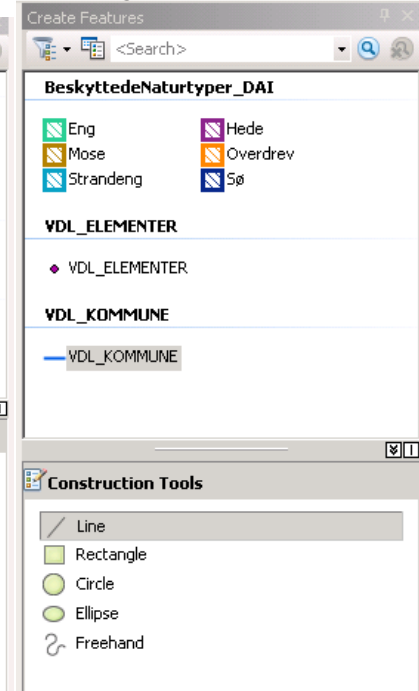 Create Features
<Search>
BeskyttedeNaturtyper_DAI
Eng Hede
Mose Overdrev
Strandeng Sø
VDL_ELEMENTER
VDL_ELEMENTER
VDL_KOMMUNE
VDL_KOMMUNE
Construction Tools
Line
Rectangle
Circle
Ellipse
Freehand